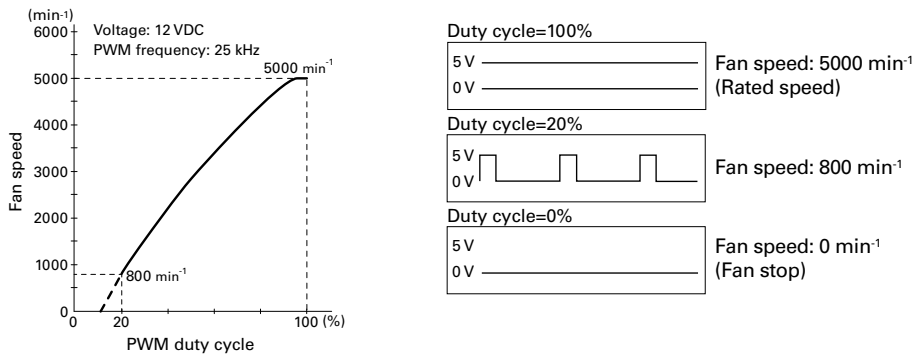 (min-1)
6000
5000
4000
3000
2000
1000
0
Fan speed
Voltage: 12 VDC
PWM frequency: 25 kHz
5000 min-1
800 min-1
0
20
100 (%)
PWM duty cycle
Duty cycle=100%
5 V
0 V
Fan speed: 5000 min-1
(Rated speed)
Duty cycle=20%
5 V
0 V
Fan speed: 800 min-1
Duty cycle=0%
5 V
0 V
Fan speed: 0 min-1
(Fan stop)